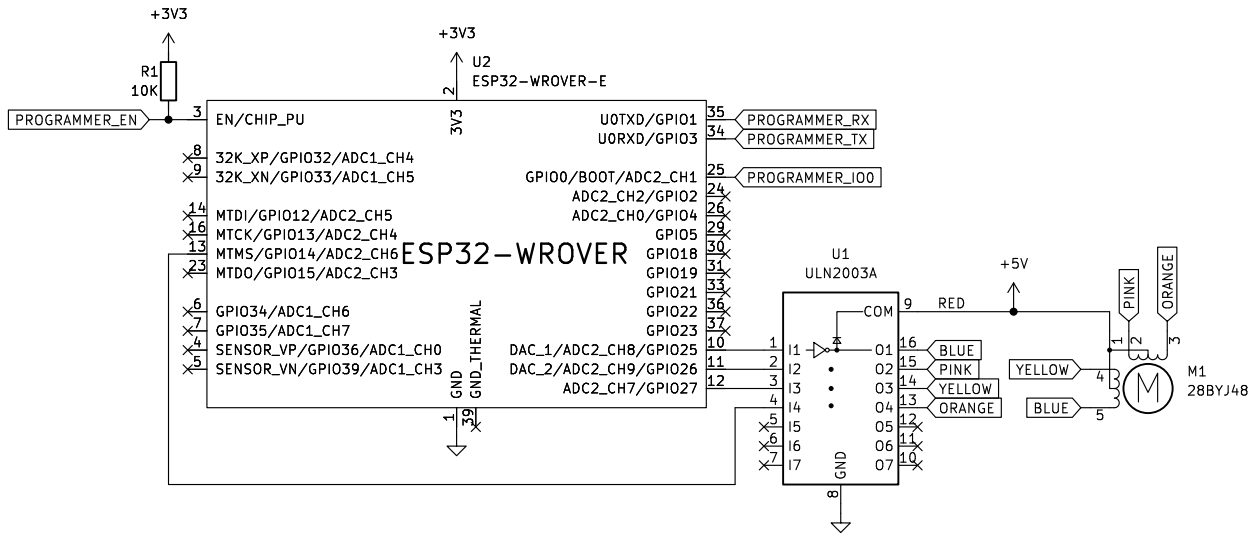 +3V3
R1
10K
PROGRAMMER_EN
+3V3
U2
ESP32-WROVER-E
2
3V3
3
EN/CHIP_PU
8
32K_XP/GPIO32/ADC1_CH4
9
32K_XN/GPIO33/ADC1_CH5
14
MTDI/GPIO12/ADC2_CH5
16
MTCK/GPIO13/ADC2_CH4
13
MTMS/GPIO14/ADC2_CH6
23
MTDO/GPIO15/ADC2_CH3
6
GPIO34/ADC1_CH6
7
GPIO35/ADC1_CH7
4
SENSOR_VP/GPIO36/ADC1_CH0
5
SENSOR_VN/GPIO39/ADC1_CH3
ESP32-WROVER
GND
1
GND_THERMAL
39
U0TXD/GPIO1
35
PROGRAMMER_RX
U0RXD/GPIO3
34
PROGRAMMER_TX
GPIO0/BOOT/ADC2_CH1
25
PROGRAMMER_IO0
ADC2_CH2/GPIO2
24
ADC2_CH0/GPIO4
26
GPIO5
29
GPIO18
30
GPIO19
31
GPIO21
33
GPIO22
36
GPIO23
37
DAC_1/ADC2_CH8/GPIO25
10
DAC_2/ADC2_CH9/GPIO26
11
ADC2_CH7/GPIO27
12
U1
ULN2003A
1
I1
2
I2
3
I3
4
I4
5
I5
6
I6
7
I7
GND
8
COM
9
RED
O1
16
BLUE
O2
15
PINK
O3
14
YELLOW
O4
13
ORANGE
O5
12
O6
11
O7
10
+5V
PINK
ORANGE
1
2
3
YELLOW
4
BLUE
5
M
M1
28BYJ48